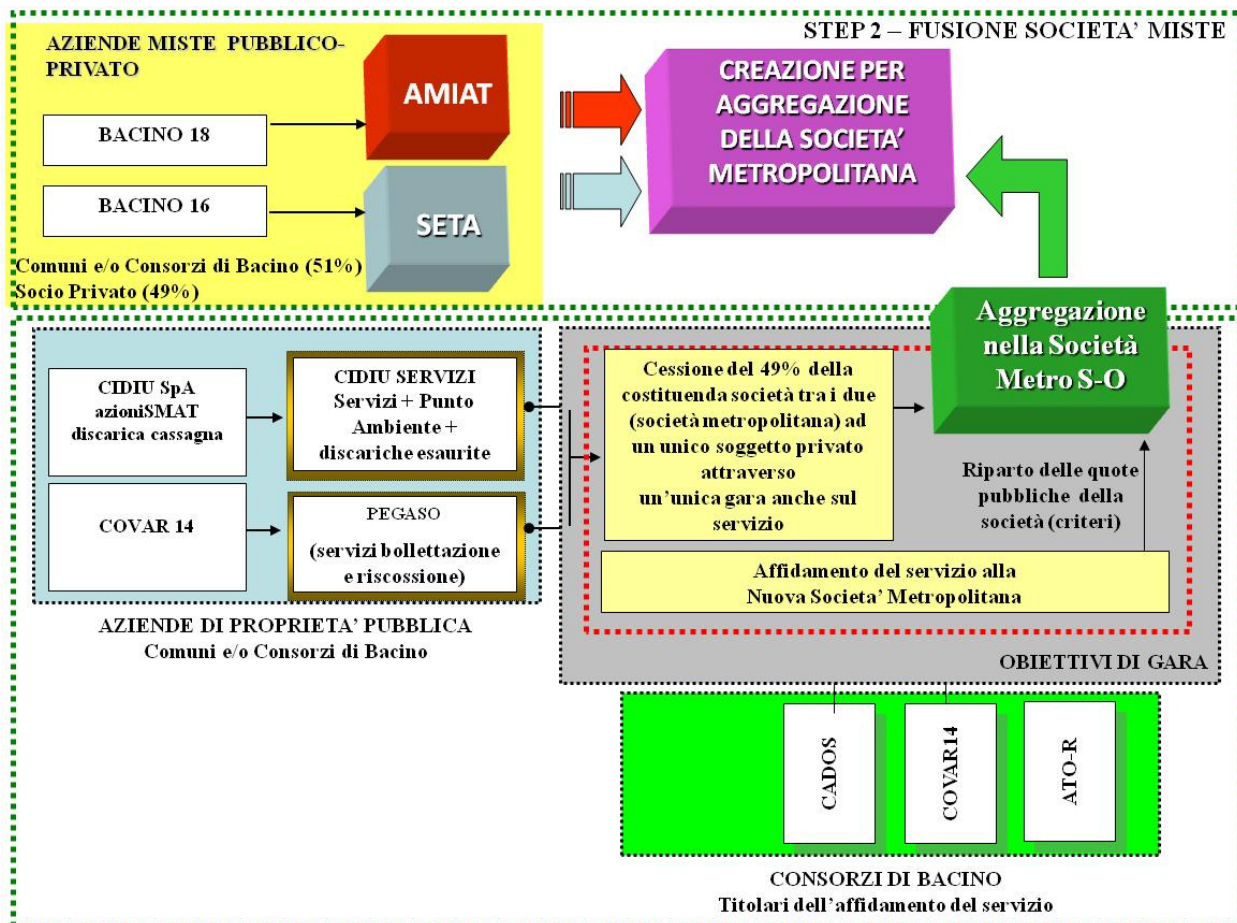 STEP 2 – FUSIONE SOCIETA’ MISTE
AZIENDE MISTE PUBBLICO-
PRIVATO
BACINO 18
BACINO 16
AMIAT
SETA
Comuni e/o Consorzi di Bacino (51%)
Socio Privato (49%)
CREAZIONE PER
AGGREGAZIONE
DELLA SOCIETA’
METROPOLITANA
Aggregazione
nella Società
Metro S-O
CIDIU SpA
azioniSMAT
discarica cassagna
CIDIU SERVIZI
Servizi + Punto
Ambiente +
discariche esaurite
COVAR 14
PEGASO
(servizi bollettazione
e riscossione)
AZIENDE DI PROPRIETA’ PUBBLICA
Comuni e/o Consorzi di Bacino
Cessione del 49% della
costituenda società tra i due
(società metropolitana) ad
un unico soggetto privato
attraverso
un’unica gara anche sul
servizio
Riparto delle quote
pubbliche della
società (criteri)
Affidamento del servizio alla
Nuova Societa’ Metropolitana
OBIETTIVI DI GARA
CADOS
COVAR14
ATO-R
CONSORZI DI BACINO
Titolari dell’affidamento del servizio